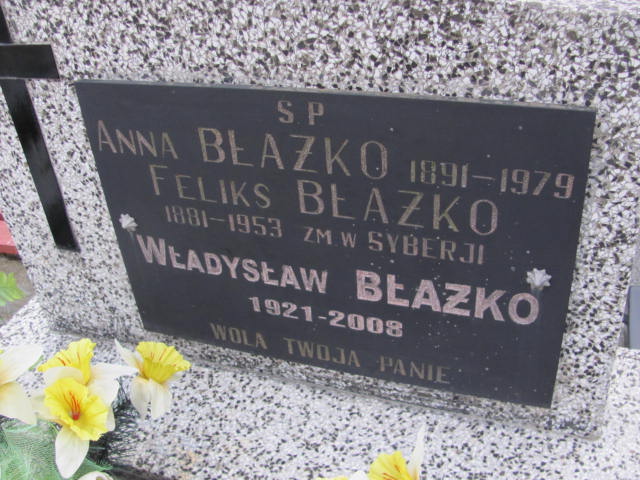 S.P
ANNA BŁAŻKO 1891-1979
FELIKS BŁAŻKO
1881-1953 ZM W SYBERJI
WŁADYSŁAW BŁAŻKO
1921-2008
WOLA TWOJA PANIE